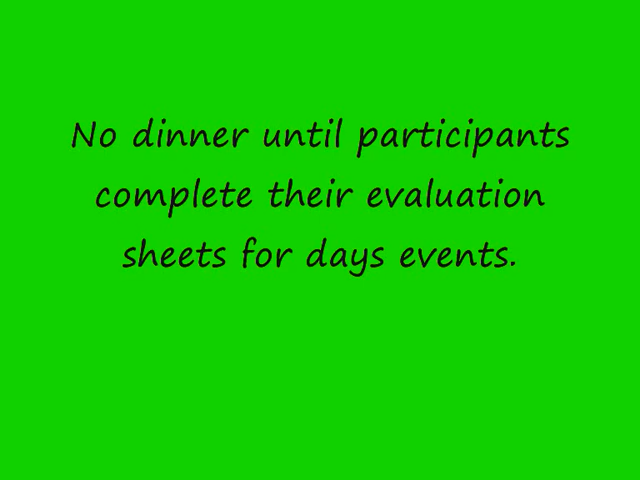 No dinner until participants
complete their evaluation
sheets for days events.